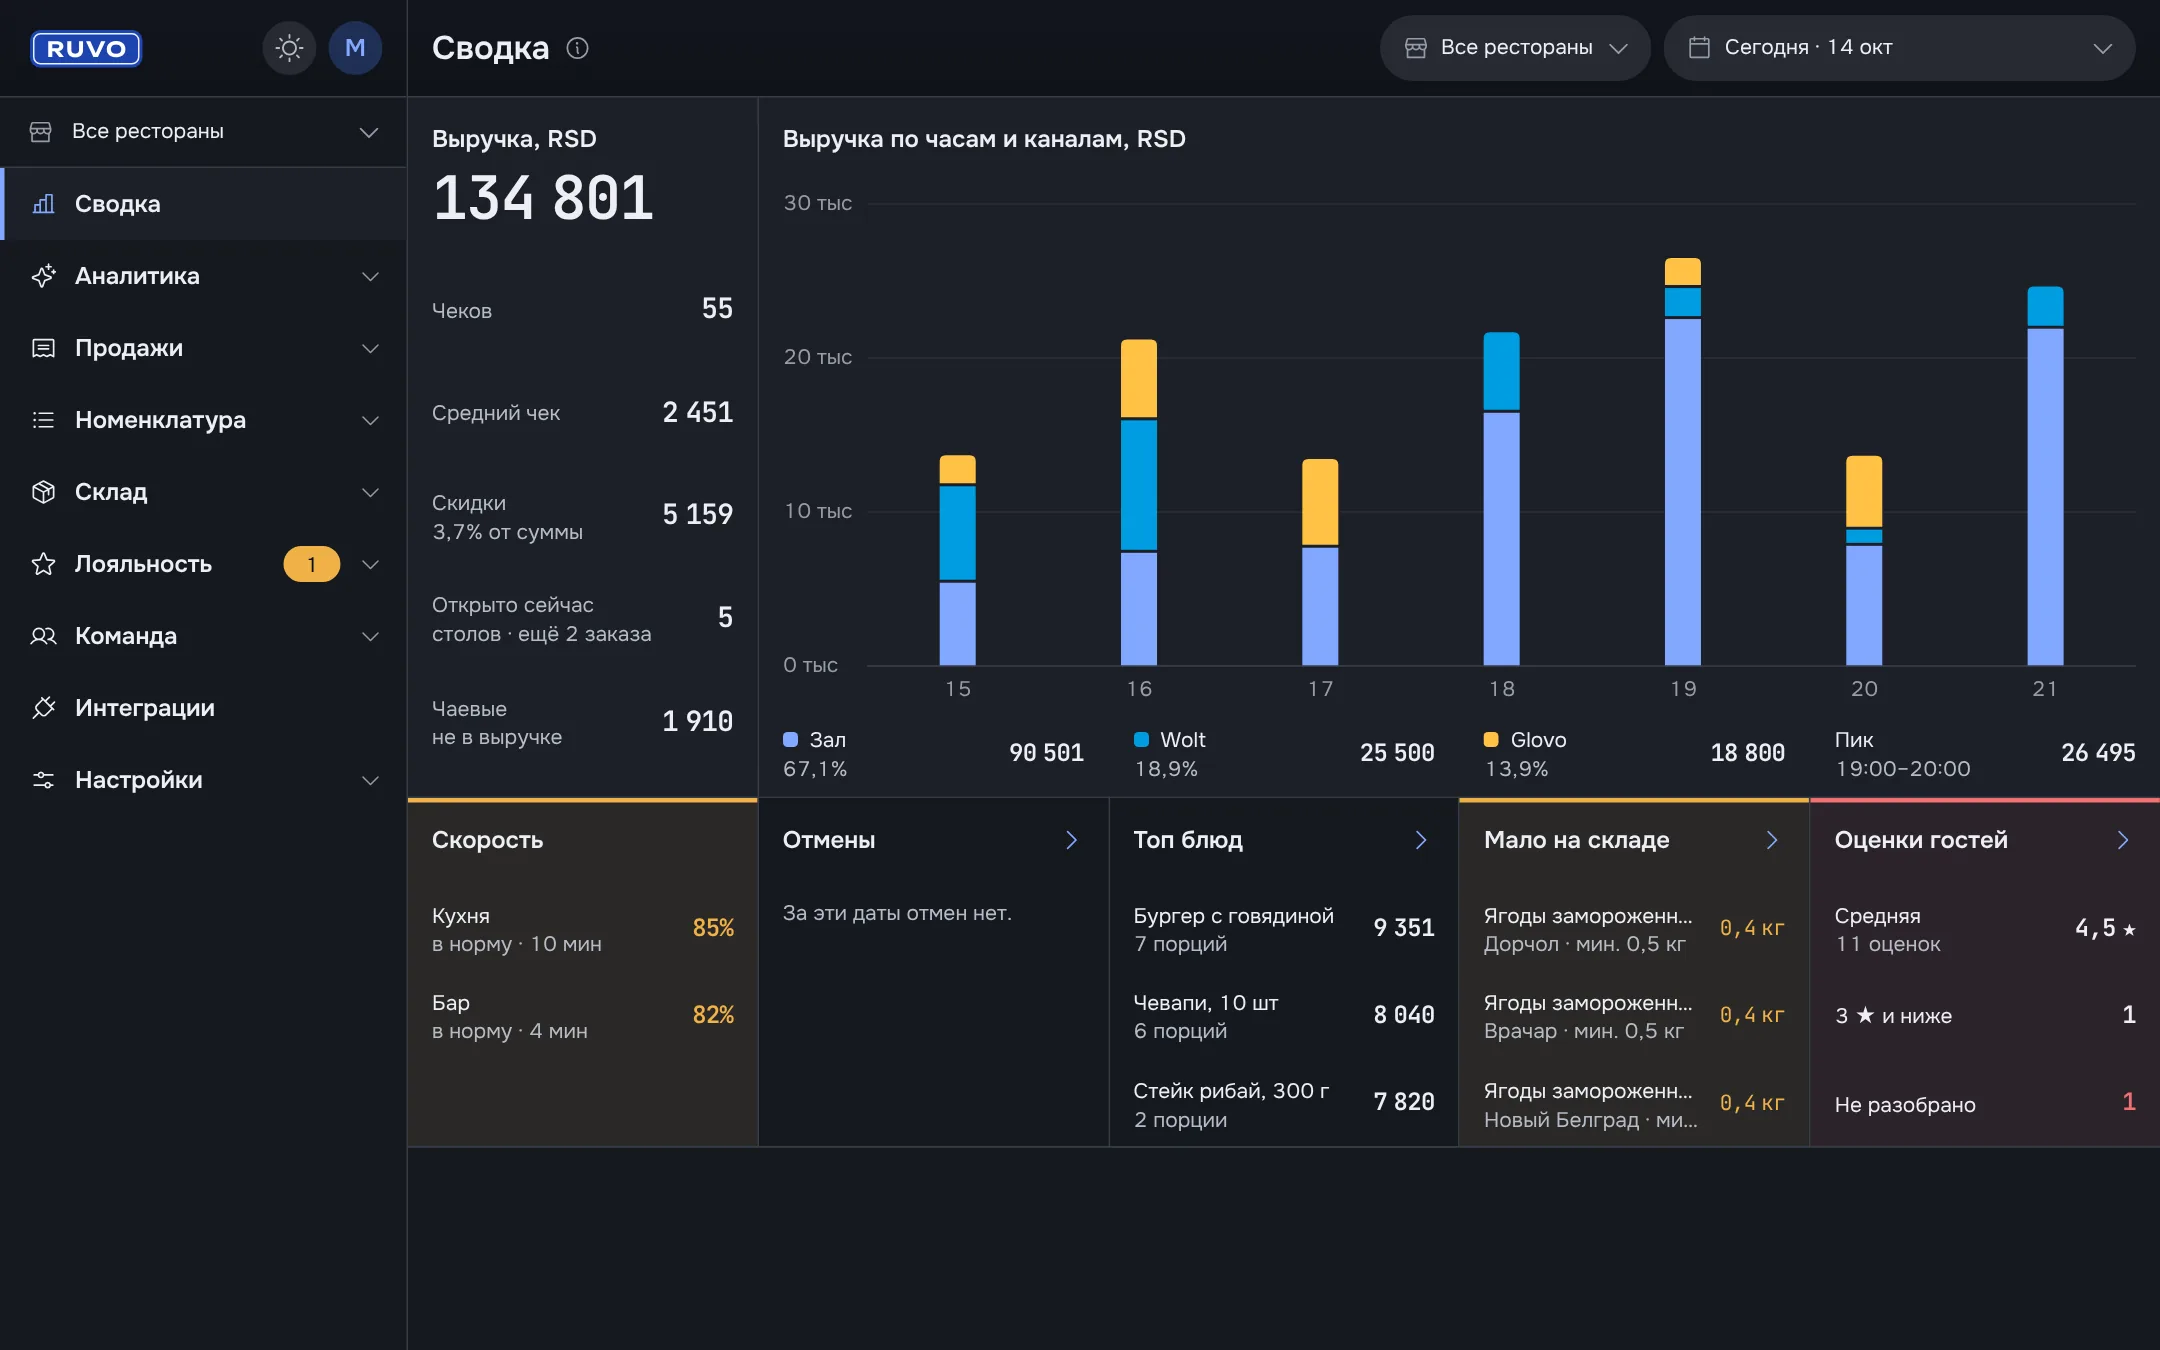 RUVO
M
Сводка
Все рестораны
Сегодня · 14 окт
Все рестораны
Сводка
Аналитика
Продажи
Номенклатура
Склад
Лояльность
1
Команда
Интеграции
Настройки
Выручка, RSD
134 801
Чеков
55
Средний чек
2 451
Скидки
3,7% от суммы
5 159
Открыто сейчас
столов · ещё 2 заказа
5
Чаевые
не в выручке
1 910
Выручка по часам и каналам, RSD
30 тыс
20 тыс
10 тыс
0 тыс
15 16 17 18 19 20 21
Зал
67,1%
90 501
Wolt
18,9%
25 500
Glovo
13,9%
18 800
Пик
19:00–20:00
26 495
Скорость
Кухня
в норму · 10 мин
85%
Бар
в норму · 4 мин
82%
Отмены
За эти даты отмен нет.
Топ блюд
Бургер с говядиной
7 порций
9 351
Чевапи, 10 шт
6 порций
8 040
Стейк рибай, 300 г
2 порции
7 820
Мало на складе
Ягоды замороженн...
Дорчол · мин. 0,5 кг
0,4 кг
Ягоды замороженн...
Врачар · мин. 0,5 кг
0,4 кг
Ягоды замороженн...
Новый Белград · ми...
0,4 кг
Оценки гостей
Средняя
11 оценок
4,5 ★
3 ★ и ниже
1
Не разобрано
1